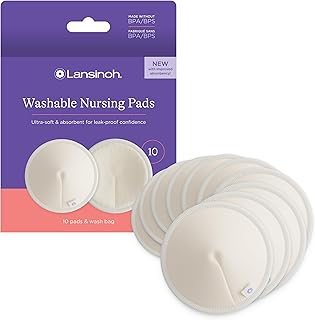 MADE WITHOUT
BPA/BPS
FABRIQUÉ SANS
BPA/BPS
Lansinoh®
NEW
with improved
absorbency!
Washable Nursing Pads
Ultra-soft & absorbent for leak-proof confidence
10
10 pads & wash bag